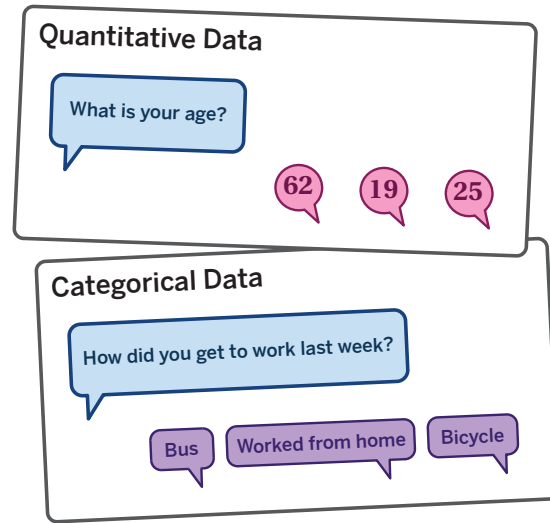 Quantitative Data
What is your age?
62 19 25
Categorical Data
How did you get to work last week?
Bus Worked from home Bicycle